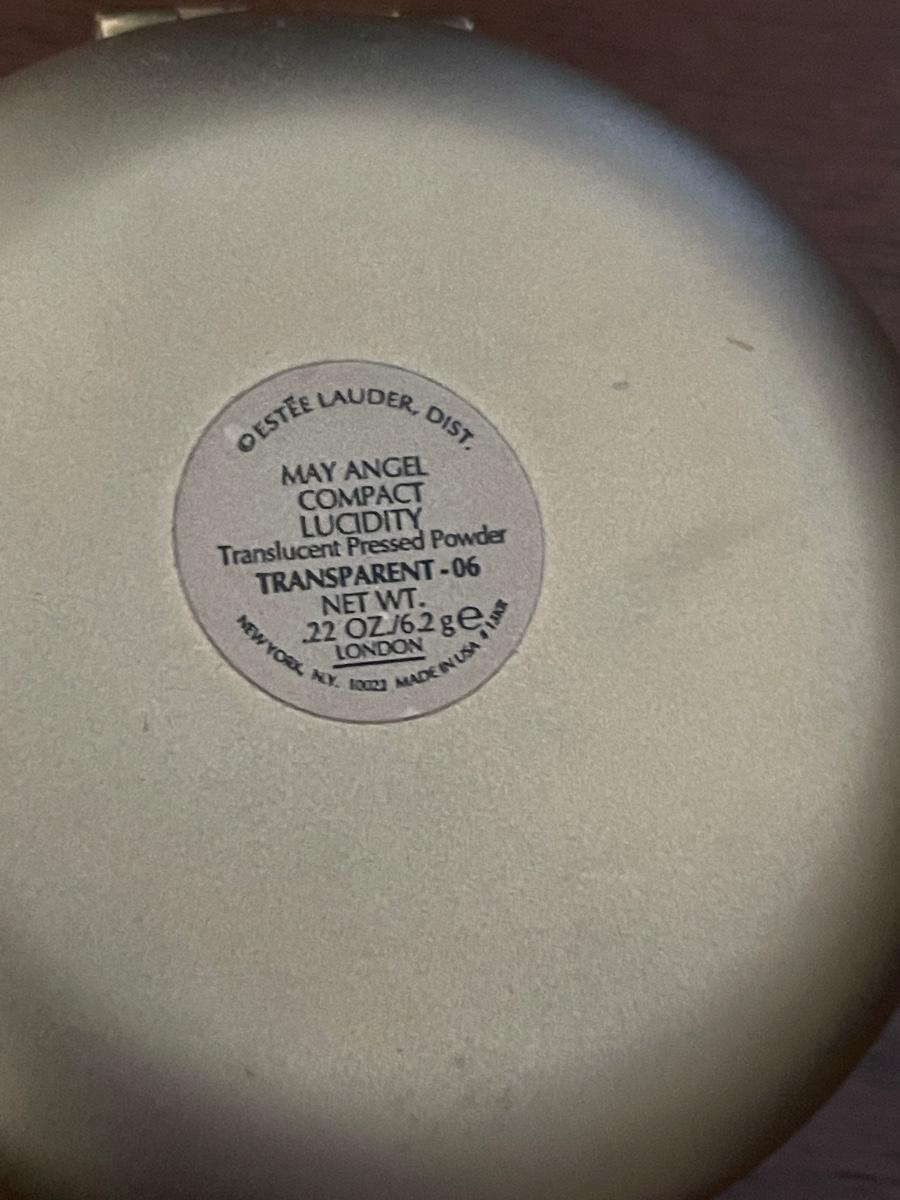 ©ESTÉE LAUDER, DIST.
MAY ANGEL
COMPACT
LUCIDITY
Translucent Pressed Powder
TRANSPARENT - 06
NET WT.
.22 OZ./6.2 g e
LONDON
NEW YORK, N.Y. 10022 MADE IN USA